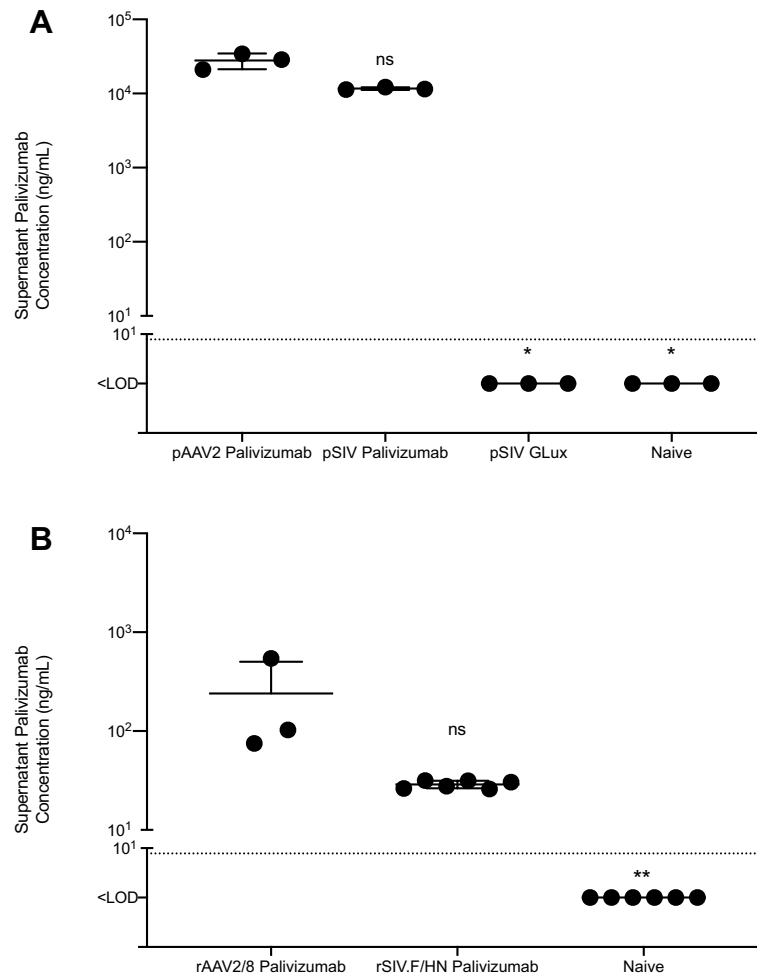 A
Supernatant Palivizumab
Concentration (ng/mL)
10⁵
10⁴
10³
10²
10¹
10¹
<LOD
ns
*
*
pAAV2 Palivizumab
pSIV Palivizumab
pSIV GLux
Naive
B
Supernatant Palivizumab
Concentration (ng/mL)
10⁴
10³
10²
10¹
10¹
<LOD
ns
**
rAAV2/8 Palivizumab
rSIV.F/HN Palivizumab
Naive